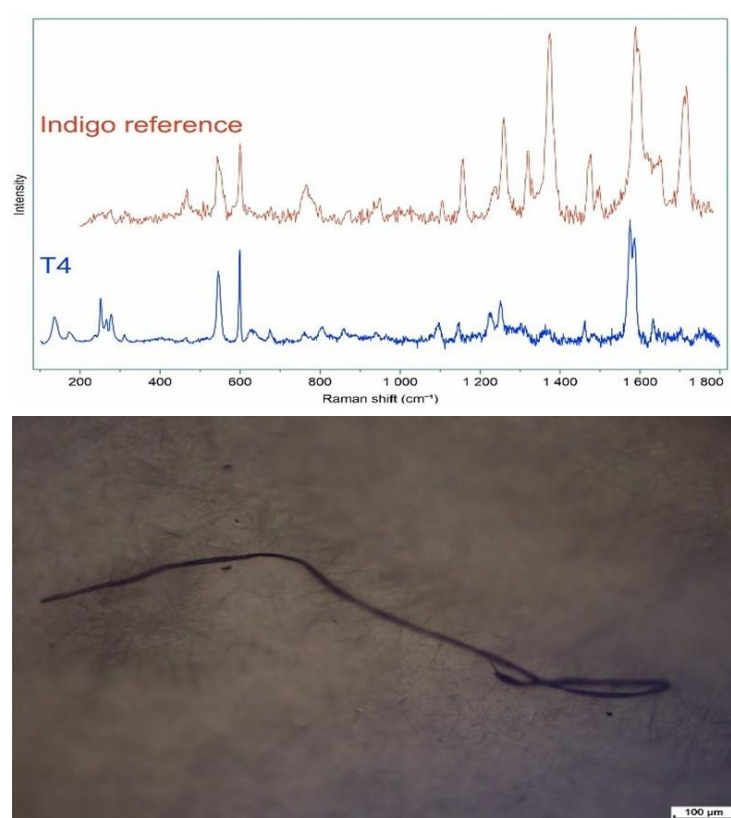 Indigo reference
Intensity
T4
200 400 600 800 1 000 1 200 1 400 1 600 1 800
Raman shift (cm⁻¹)
100 µm